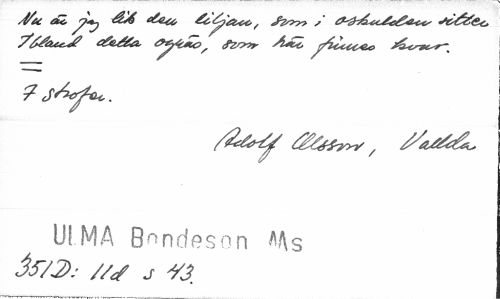 Nu är jag lik den liljan, som i oskulden sitter
Ibland detta ogräs, som här finnes kvar.
7 strofer.
Adolf Olsson, Vallda
ULMA Bondeson Ms
351D: 11d s 43.